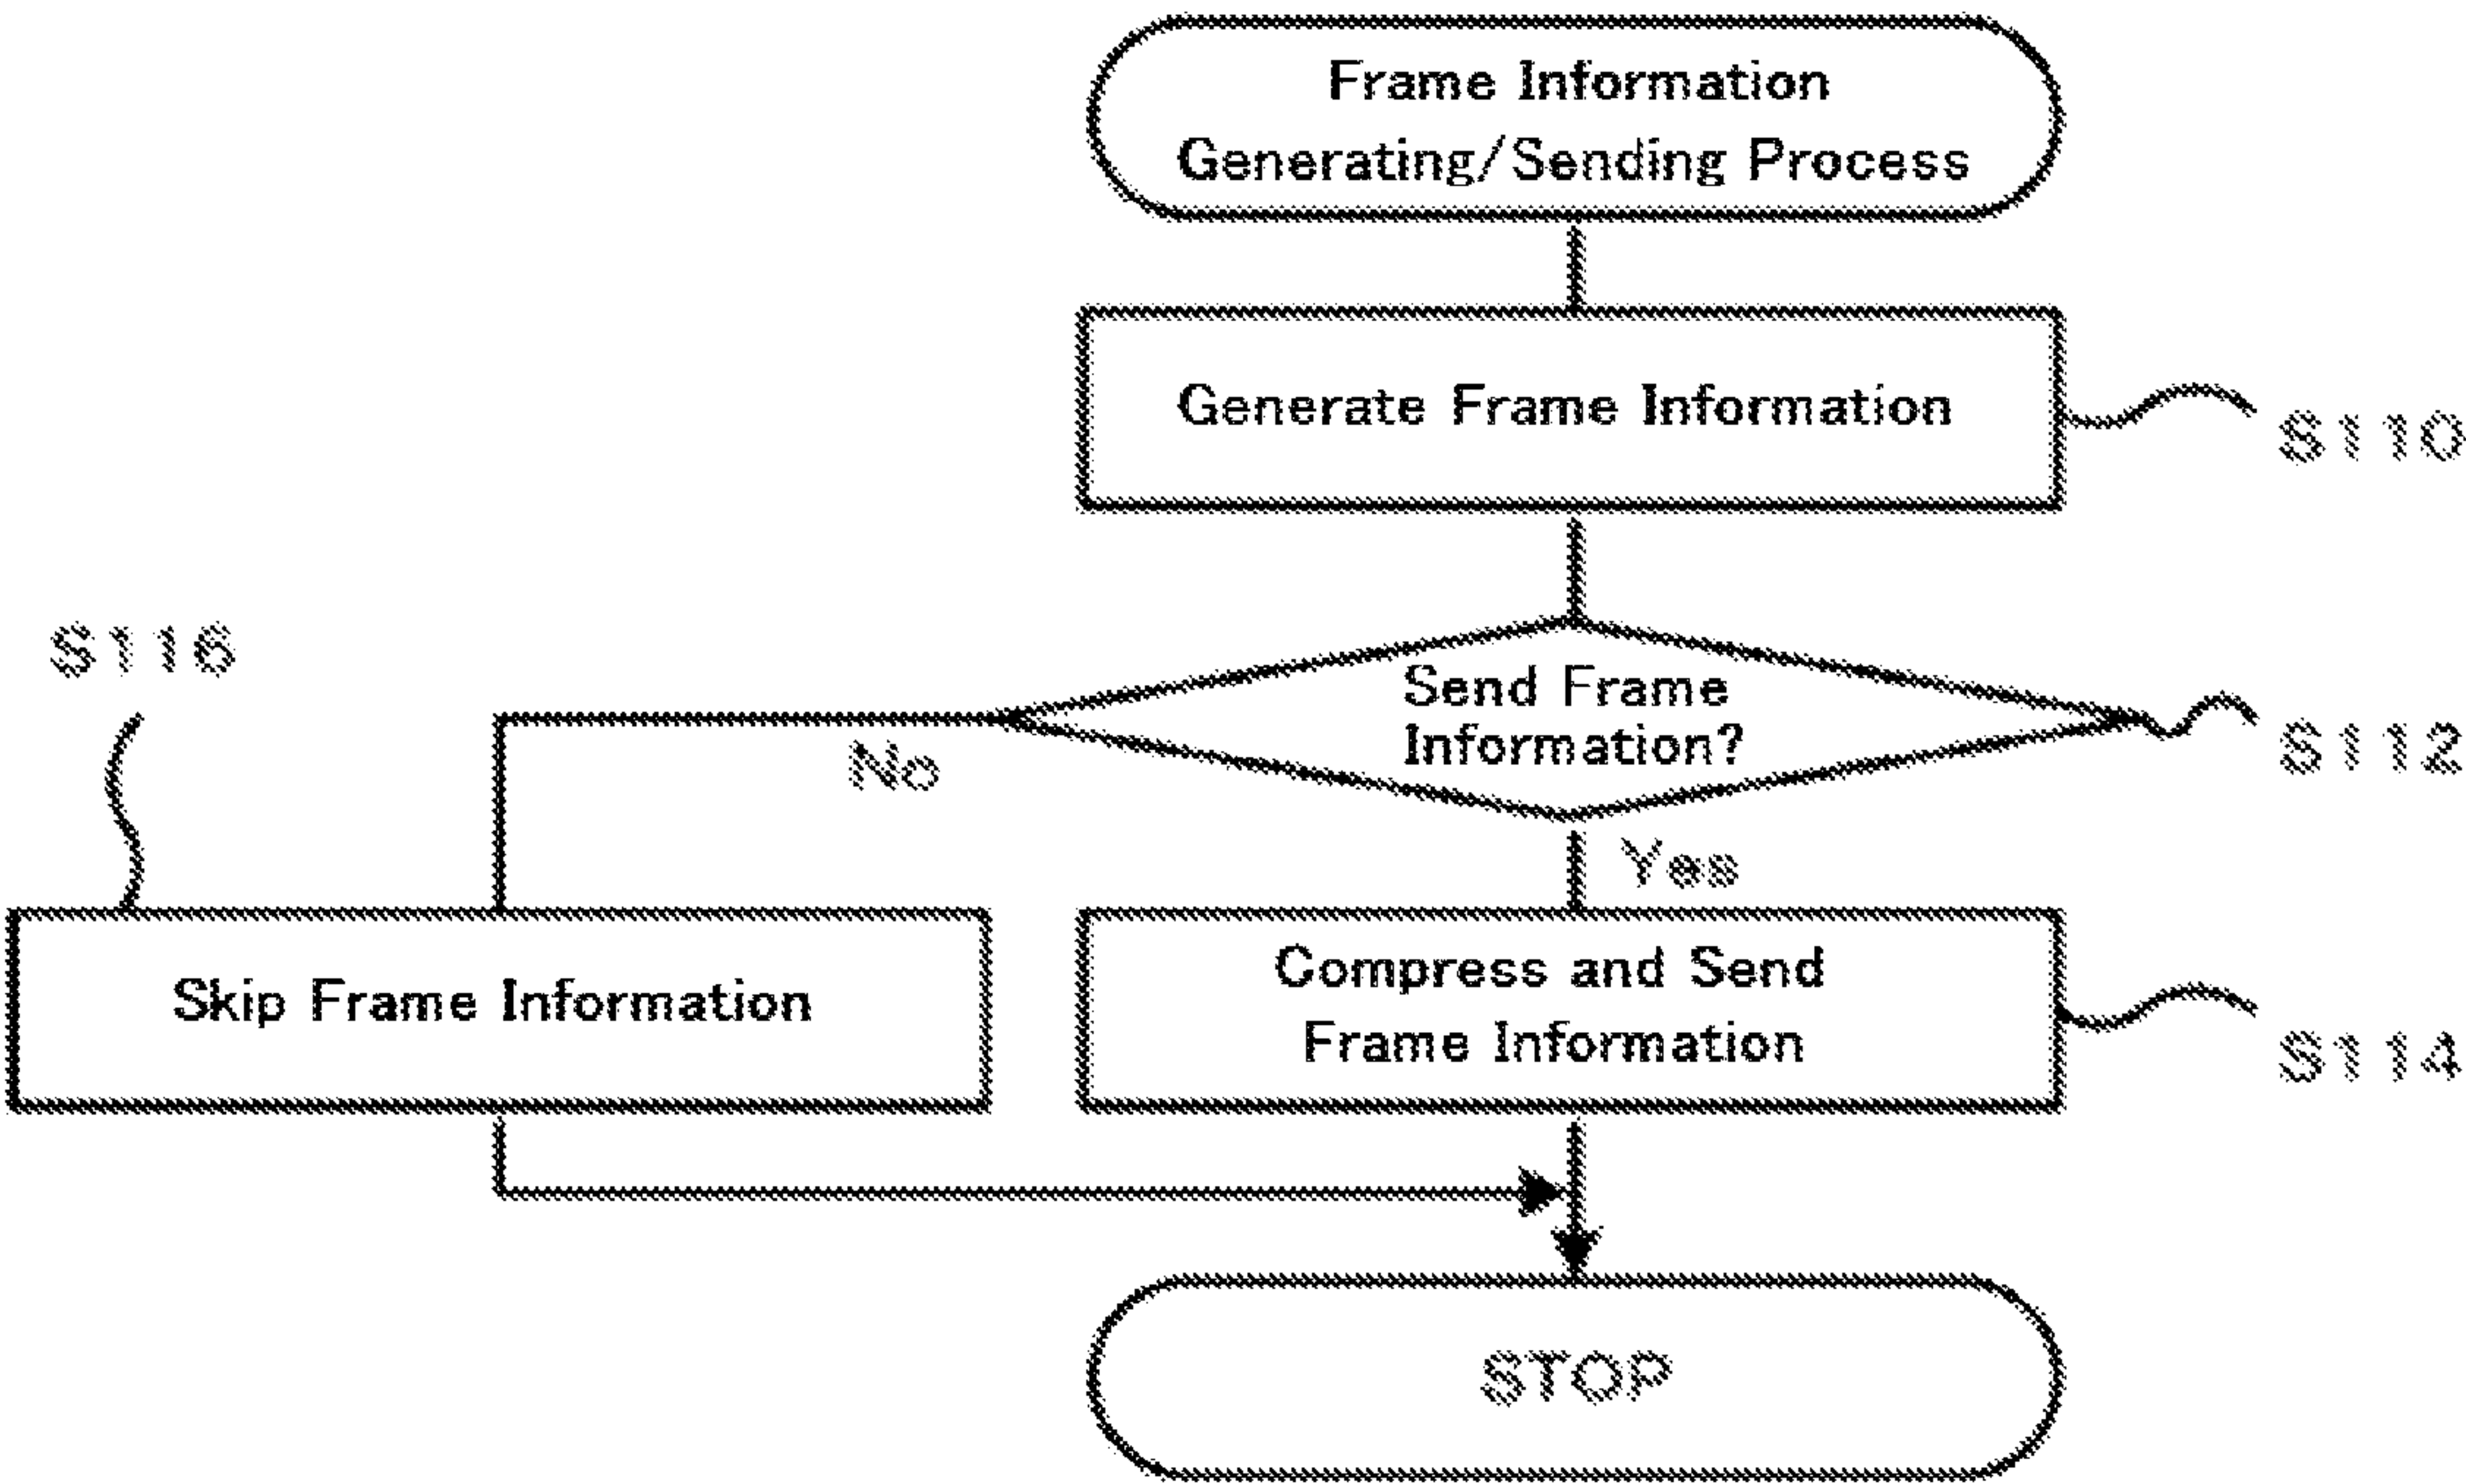 Frame Information
Generating/Sending Process
Generate Frame Information
S110
S116
Send Frame
Information?
S112
No
Yes
Skip Frame Information
Compress and Send
Frame Information
S114
STOP